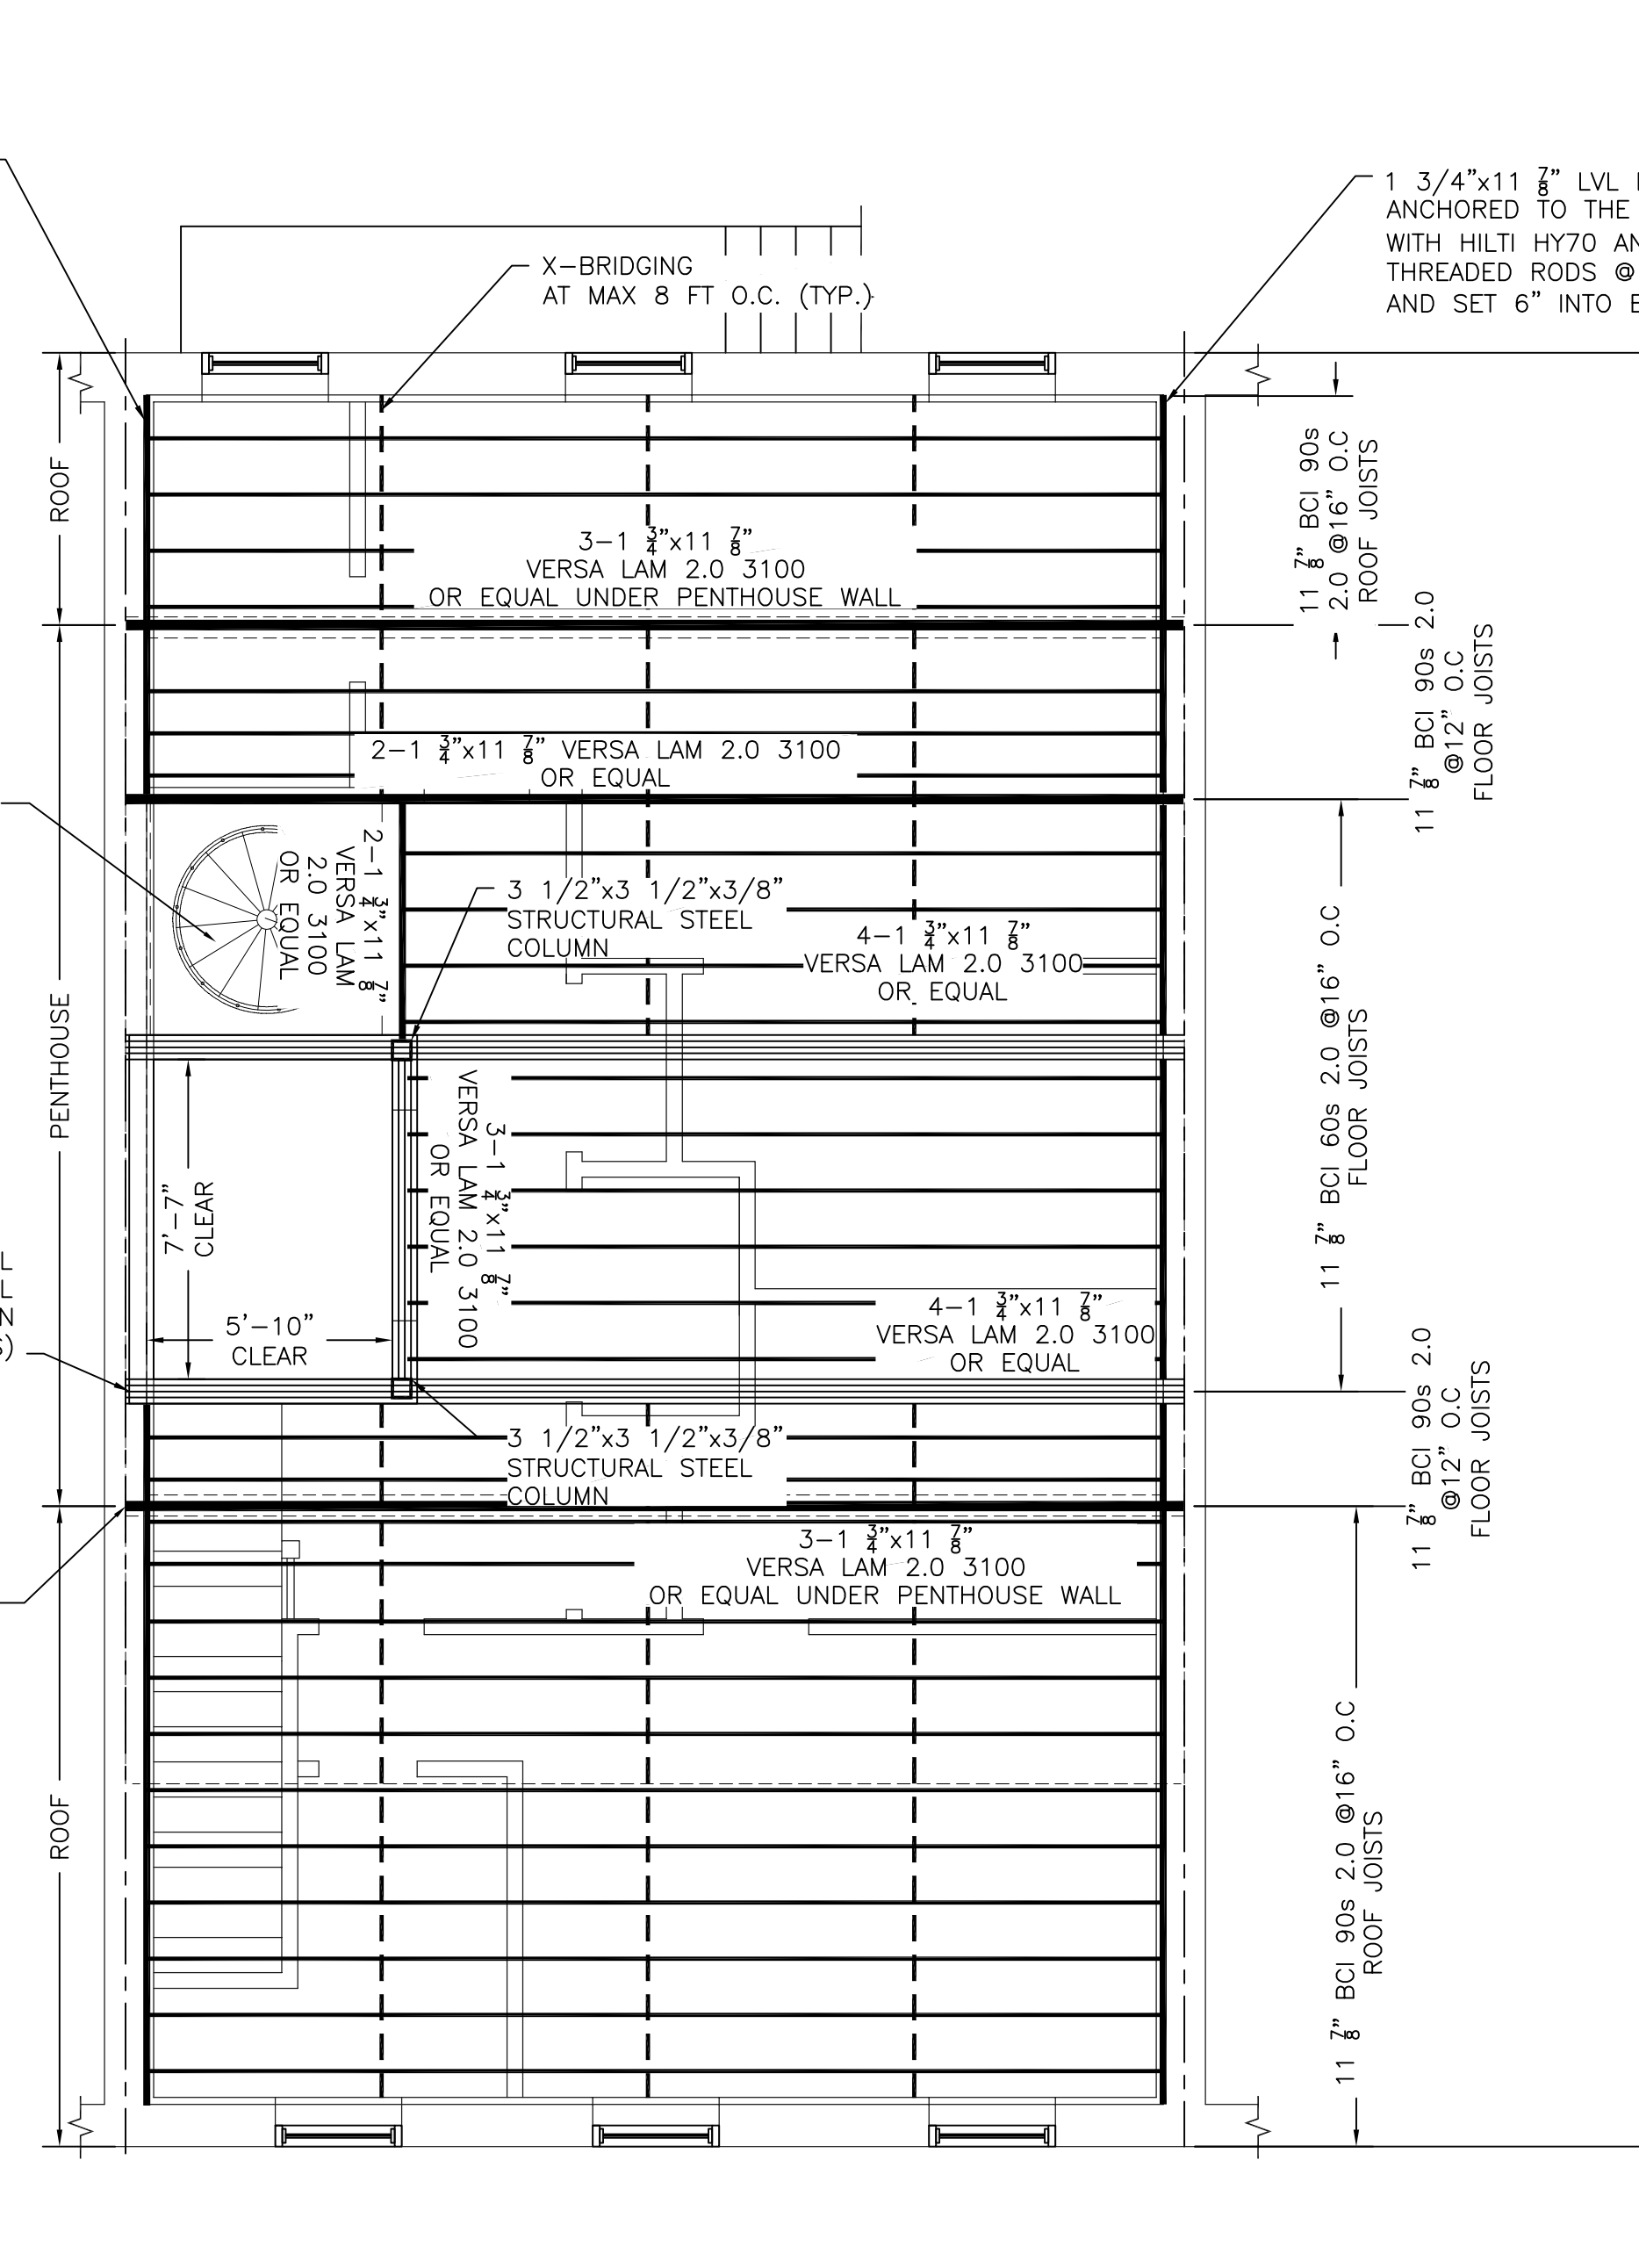 1 3/4"x11 7/8" LVL
ANCHORED TO THE
WITH HILTI HY70
THREADED RODS @
AND SET 6" INTO
X-BRIDGING
AT MAX 8 FT O.C. (TYP.)
ROOF
3-1 3/4"x11 7/8"
VERSA LAM 2.0 3100
OR EQUAL UNDER PENTHOUSE WALL
11 7/8" BCI 90s
2.0 @16" O.C
ROOF JOISTS
11 7/8" BCI 90s 2.0
@12" O.C
FLOOR JOISTS
2-1 3/4"x11 7/8" VERSA LAM 2.0 3100
OR EQUAL
2-1 3/4"x11 7/8"
VERSA LAM
2.0 3100
OR EQUAL
3 1/2"x3 1/2"x3/8"
STRUCTURAL STEEL
COLUMN
4-1 3/4"x11 7/8"
VERSA LAM 2.0 3100
OR EQUAL
PENTHOUSE
11 7/8" BCI 60s 2.0 @16" O.C
FLOOR JOISTS
7'-7"
CLEAR
3-1 3/4"x11 7/8"
VERSA LAM 2.0 3100
OR EQUAL
5'-10"
CLEAR
4-1 3/4"x11 7/8"
VERSA LAM 2.0 3100
OR EQUAL
11 7/8" BCI 90s 2.0
@12" O.C
FLOOR JOISTS
3 1/2"x3 1/2"x3/8"
STRUCTURAL STEEL
COLUMN
3-1 3/4"x11 7/8"
VERSA LAM 2.0 3100
OR EQUAL UNDER PENTHOUSE WALL
ROOF
11 7/8" BCI 90s 2.0 @16" O.C
ROOF JOISTS